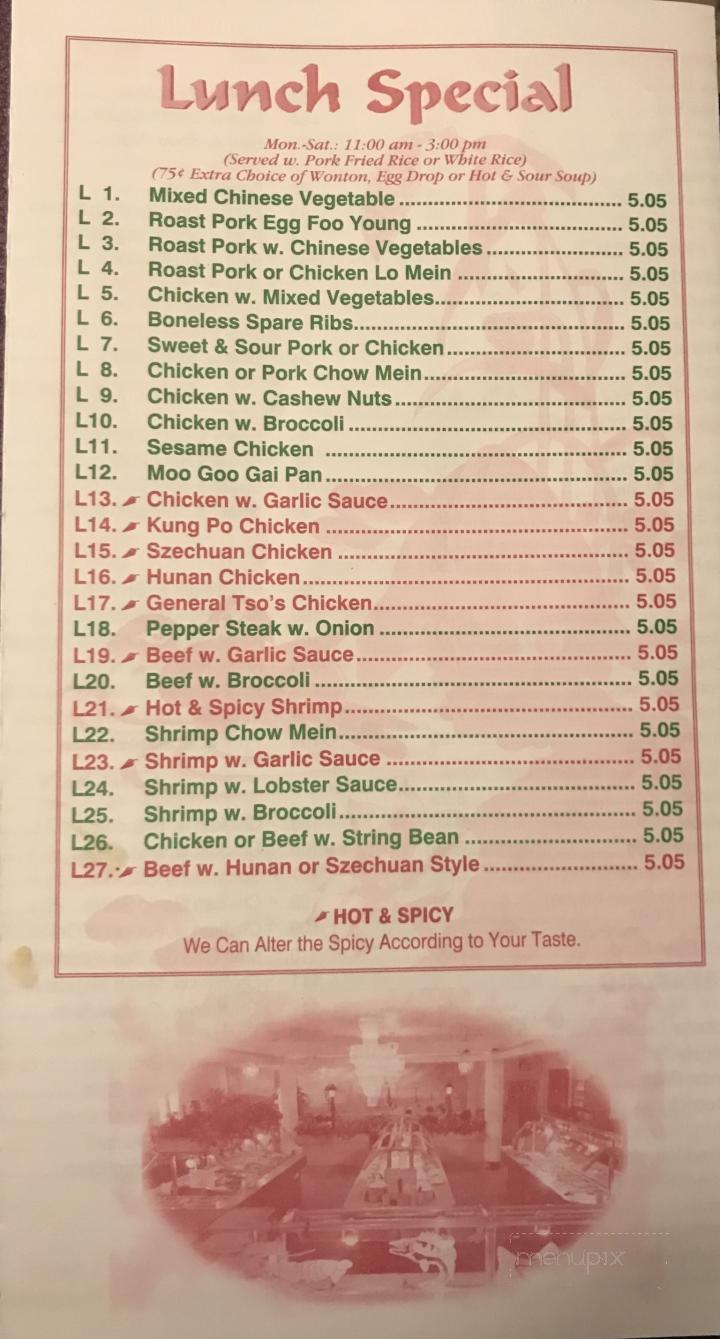 Lunch Special
Mon.-Sat.: 11:00 am - 3:00 pm
(Served w. Pork Fried Rice or White Rice)
(75¢ Extra Choice of Wonton, Egg Drop or Hot & Sour Soup)
L 1. Mixed Chinese Vegetable 5.05
L 2. Roast Pork Egg Foo Young 5.05
L 3. Roast Pork w. Chinese Vegetables 5.05
L 4. Roast Pork or Chicken Lo Mein 5.05
L 5. Chicken w. Mixed Vegetables 5.05
L 6. Boneless Spare Ribs 5.05
L 7. Sweet & Sour Pork or Chicken 5.05
L 8. Chicken or Pork Chow Mein 5.05
L 9. Chicken w. Cashew Nuts 5.05
L10. Chicken w. Broccoli 5.05
L11. Sesame Chicken 5.05
L12. Moo Goo Gai Pan 5.05
L13. Chicken w. Garlic Sauce 5.05
L14. Kung Po Chicken 5.05
L15. Szechuan Chicken 5.05
L16. Hunan Chicken 5.05
L17. General Tso's Chicken 5.05
L18. Pepper Steak w. Onion 5.05
L19. Beef w. Garlic Sauce 5.05
L20. Beef w. Broccoli 5.05
L21. Hot & Spicy Shrimp 5.05
L22. Shrimp Chow Mein 5.05
L23. Shrimp w. Garlic Sauce 5.05
L24. Shrimp w. Lobster Sauce 5.05
L25. Shrimp w. Broccoli 5.05
L26. Chicken or Beef w. String Bean 5.05
L27. Beef w. Hunan or Szechuan Style 5.05
HOT & SPICY
We Can Alter the Spicy According to Your Taste.
menupix